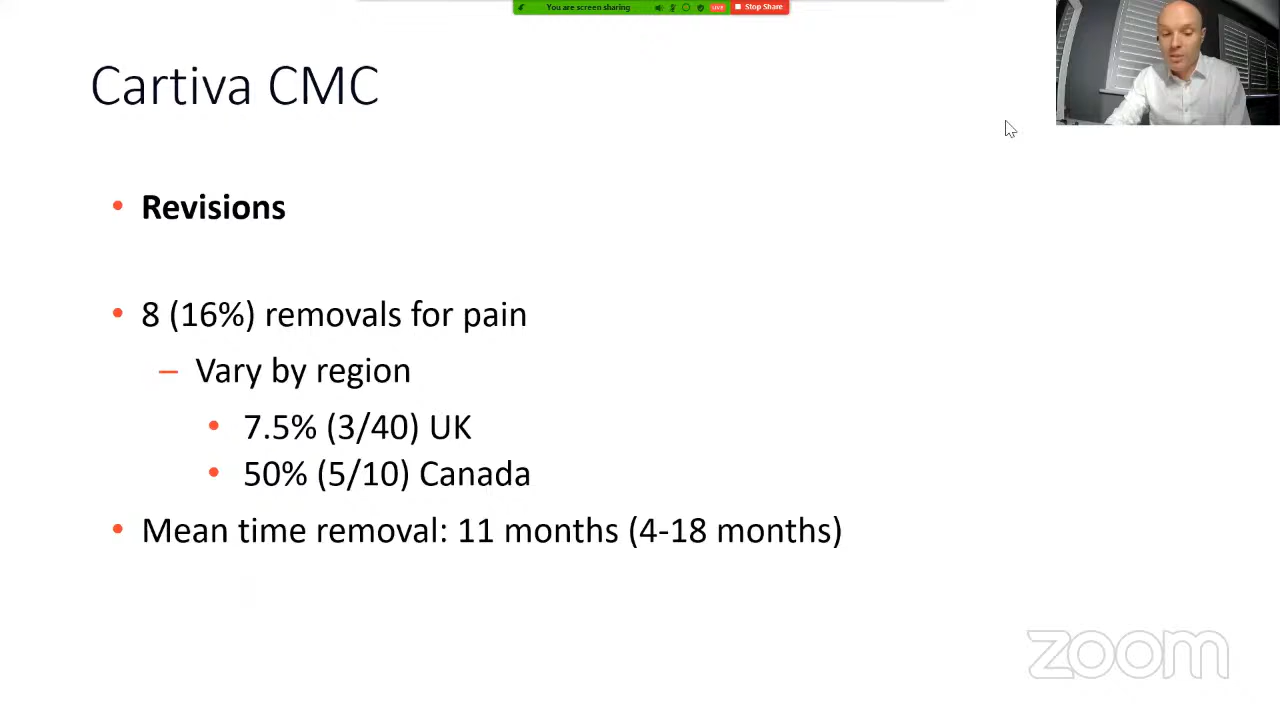 You are screen sharing LIVE Stop Share
Cartiva CMC
Revisions
8 (16%) removals for pain
Vary by region
7.5% (3/40) UK
50% (5/10) Canada
Mean time removal: 11 months (4-18 months)
zoom